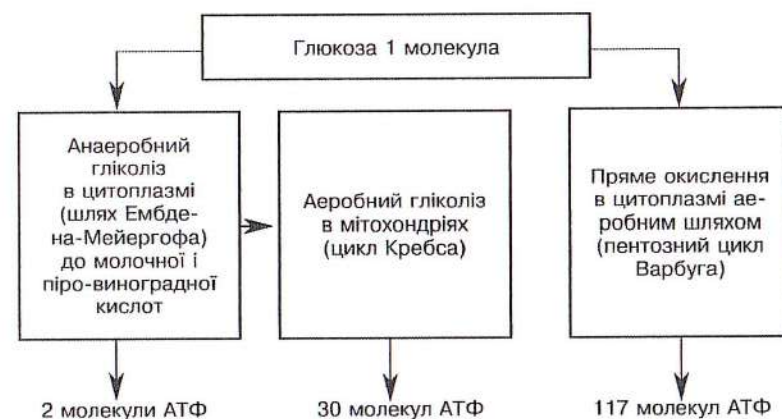 Глюкоза 1 молекула
Анаеробний
гліколіз
в цитоплазмі
(шлях Ембде-
на-Мейергофа)
до молочної і
піро-виноградної
кислот
Аеробний гліколіз
в мітохондріях
(цикл Кребса)
Пряме окислення
в цитоплазмі ае-
робним шляхом
(пентозний цикл
Варбуга)
2 молекули АТФ
30 молекул АТФ
117 молекул АТФ